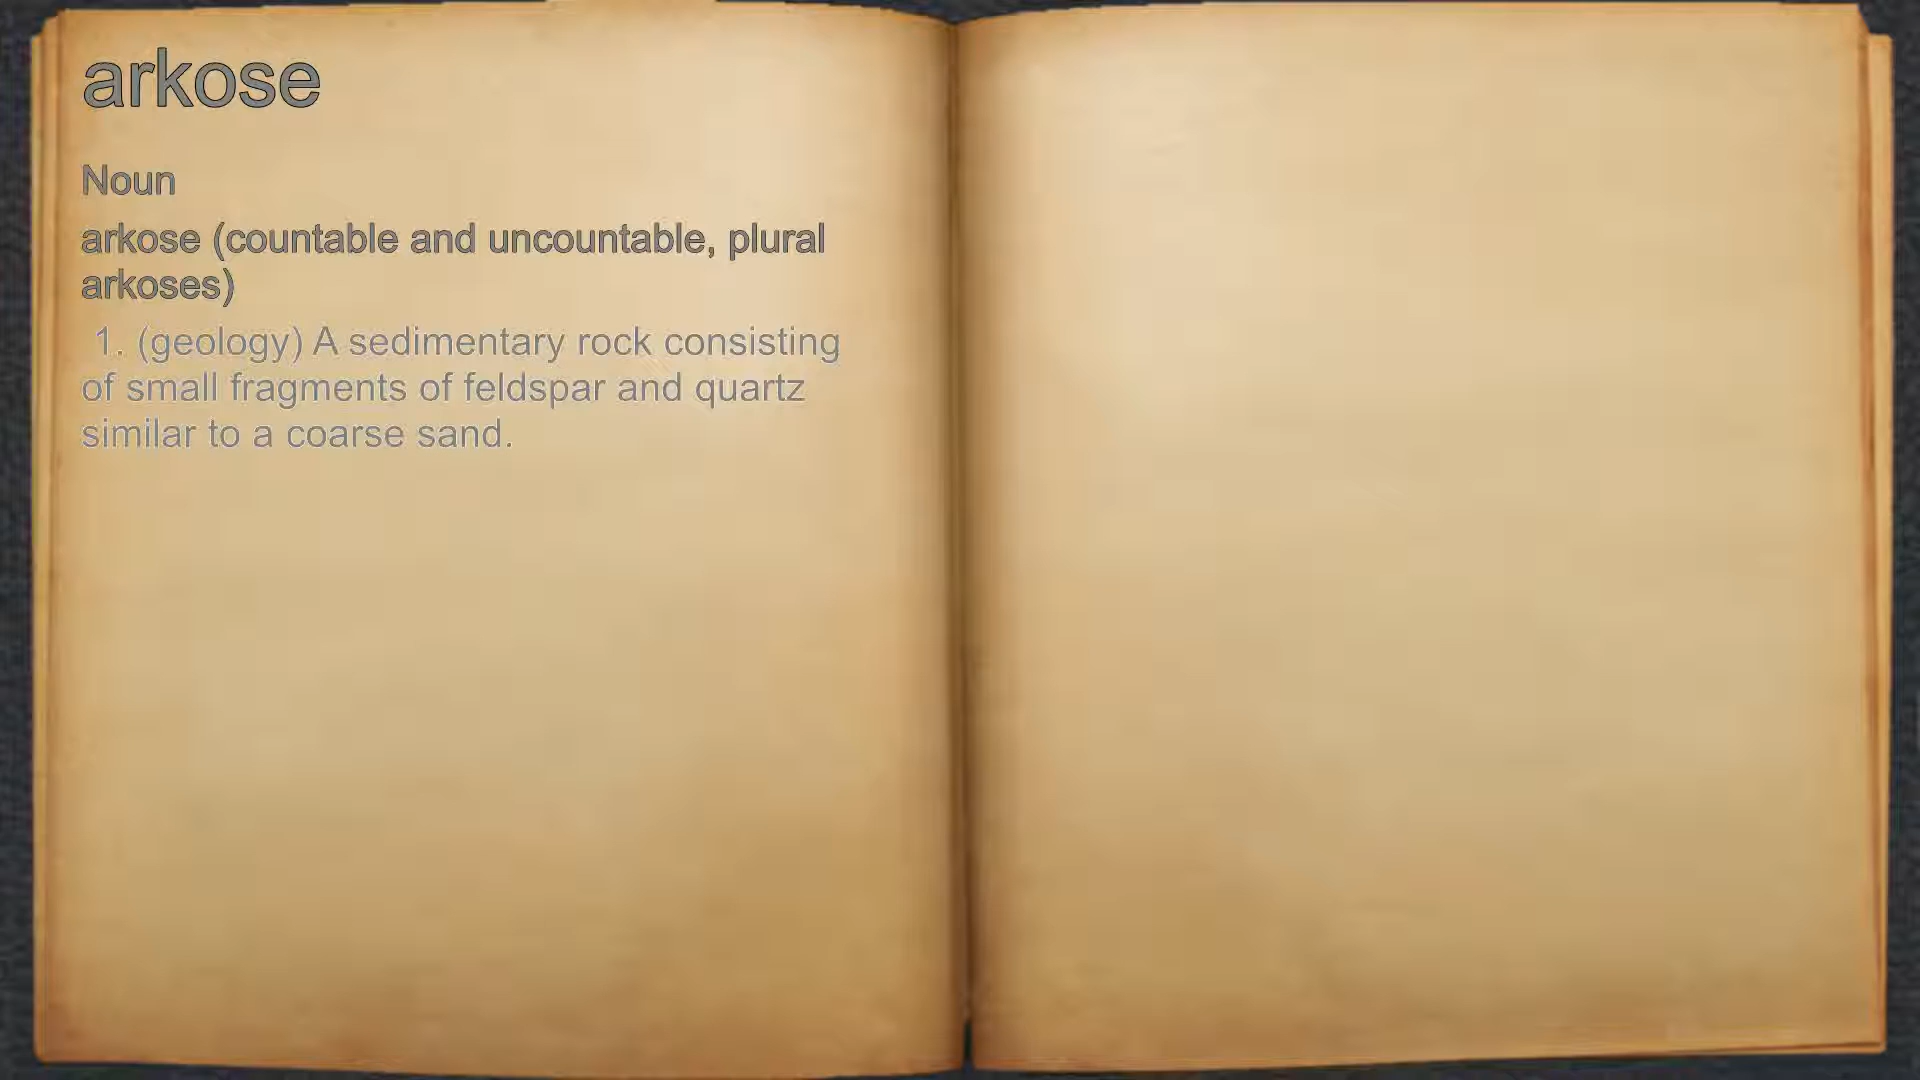 arkose
Noun
arkose (countable and uncountable, plural
arkoses)
1. (geology) A sedimentary rock consisting
of small fragments of feldspar and quartz
similar to a coarse sand.